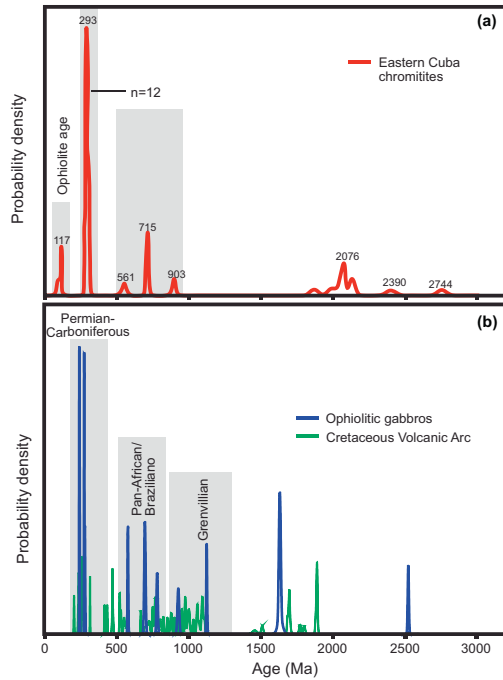 (a)
293
Eastern Cuba
chromitites
n=12
Probability density
Ophiolite age
117
561
715
903
2076
2390
2744
(b)
Permian-
Carboniferous
Ophiolitic gabbros
Cretaceous Volcanic Arc
Probability density
Pan-African/
Braziliano
Grenvillian
0 500 1000 1500 2000 2500 3000
Age (Ma)